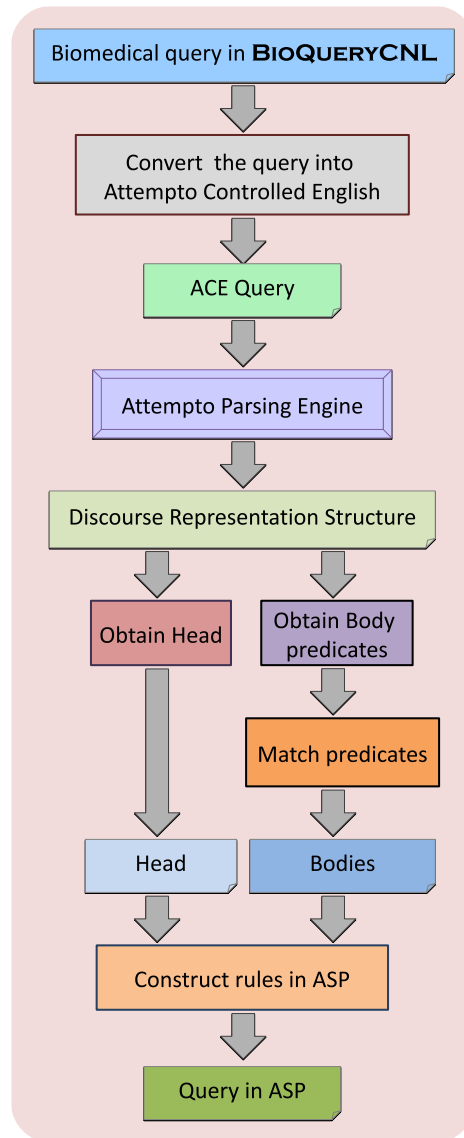 Biomedical query in BIOQUERYCNL
Convert the query into
Attempto Controlled English
ACE Query
Attempto Parsing Engine
Discourse Representation Structure
Obtain Head
Obtain Body
predicates
Match predicates
Head
Bodies
Construct rules in ASP
Query in ASP